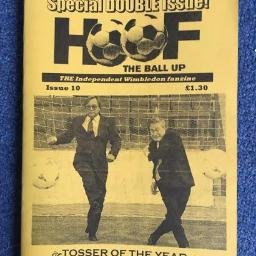 Special DOUBLE Issue!
HOOF
THE BALL UP
THE Independent Wimbledon fanzine
Issue 10 £1.30
TOSSER OF THE YEAR